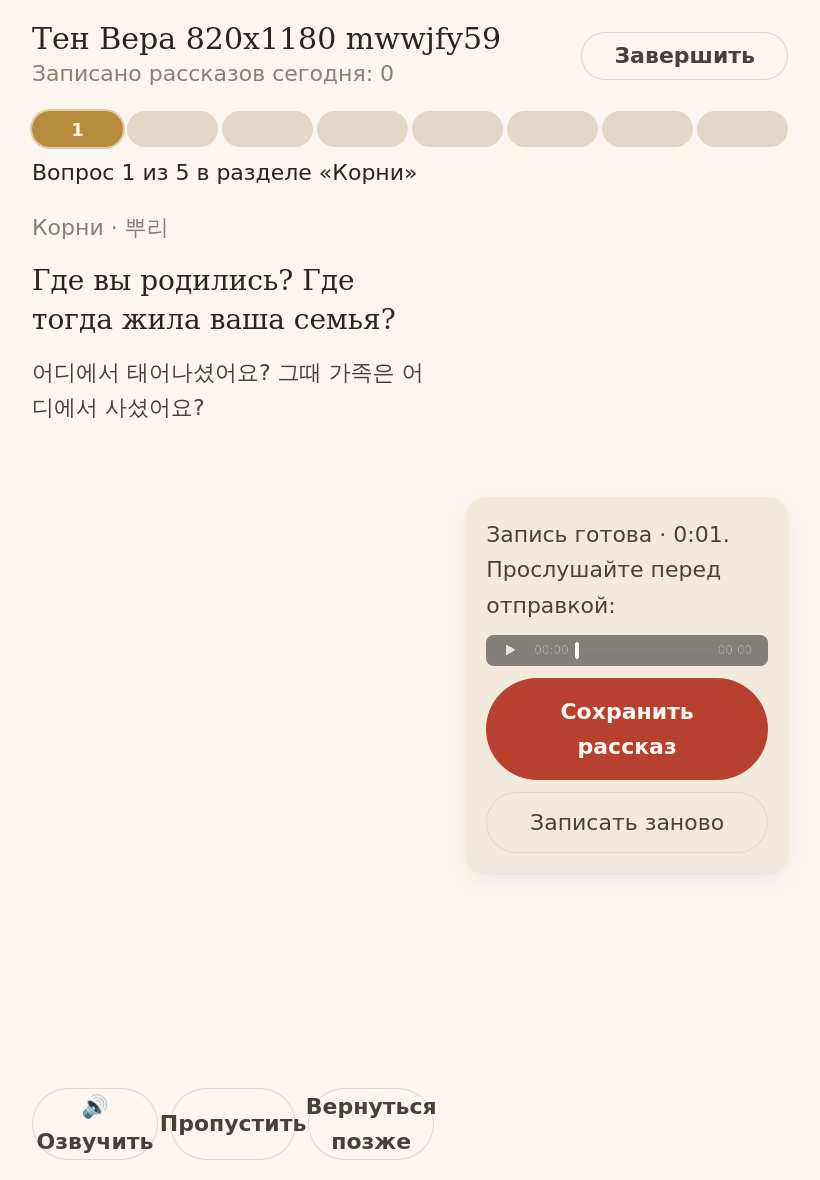 Тен Вера 820x1180 mwwjfy59
Записано рассказов сегодня: 0
Завершить
1
Вопрос 1 из 5 в разделе «Корни»
Корни · 뿌리
Где вы родились? Где
тогда жила ваша семья?
어디에서 태어나셨어요? 그때 가족은 어
디에서 사셨어요?
Запись готова · 0:01.
Прослушайте перед
отправкой:
00:00
00:00
Сохранить
рассказ
Записать заново
Озвучить
Пропустить
Вернуться
позже